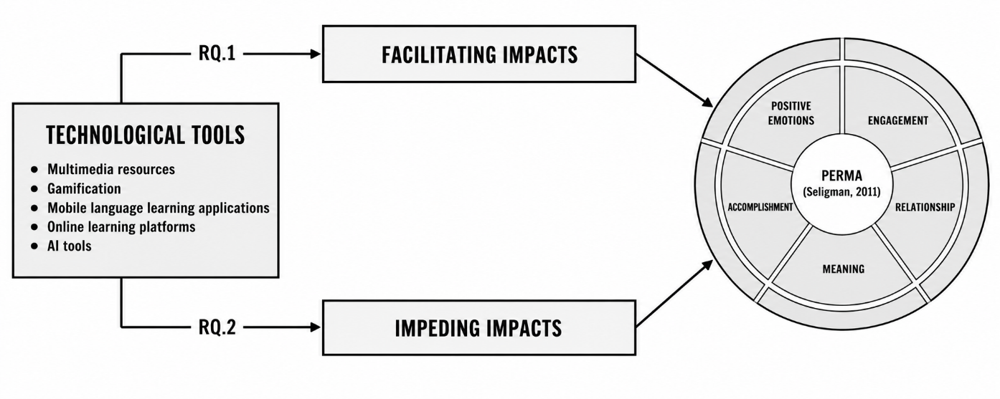 RQ.1
FACILITATING IMPACTS
TECHNOLOGICAL TOOLS
● Multimedia resources
● Gamification
● Mobile language learning applications
● Online learning platforms
● AI tools
RQ.2
IMPEDING IMPACTS
POSITIVE
EMOTIONS
ENGAGEMENT
PERMA
(Seligman, 2011)
ACCOMPLISHMENT
RELATIONSHIP
MEANING